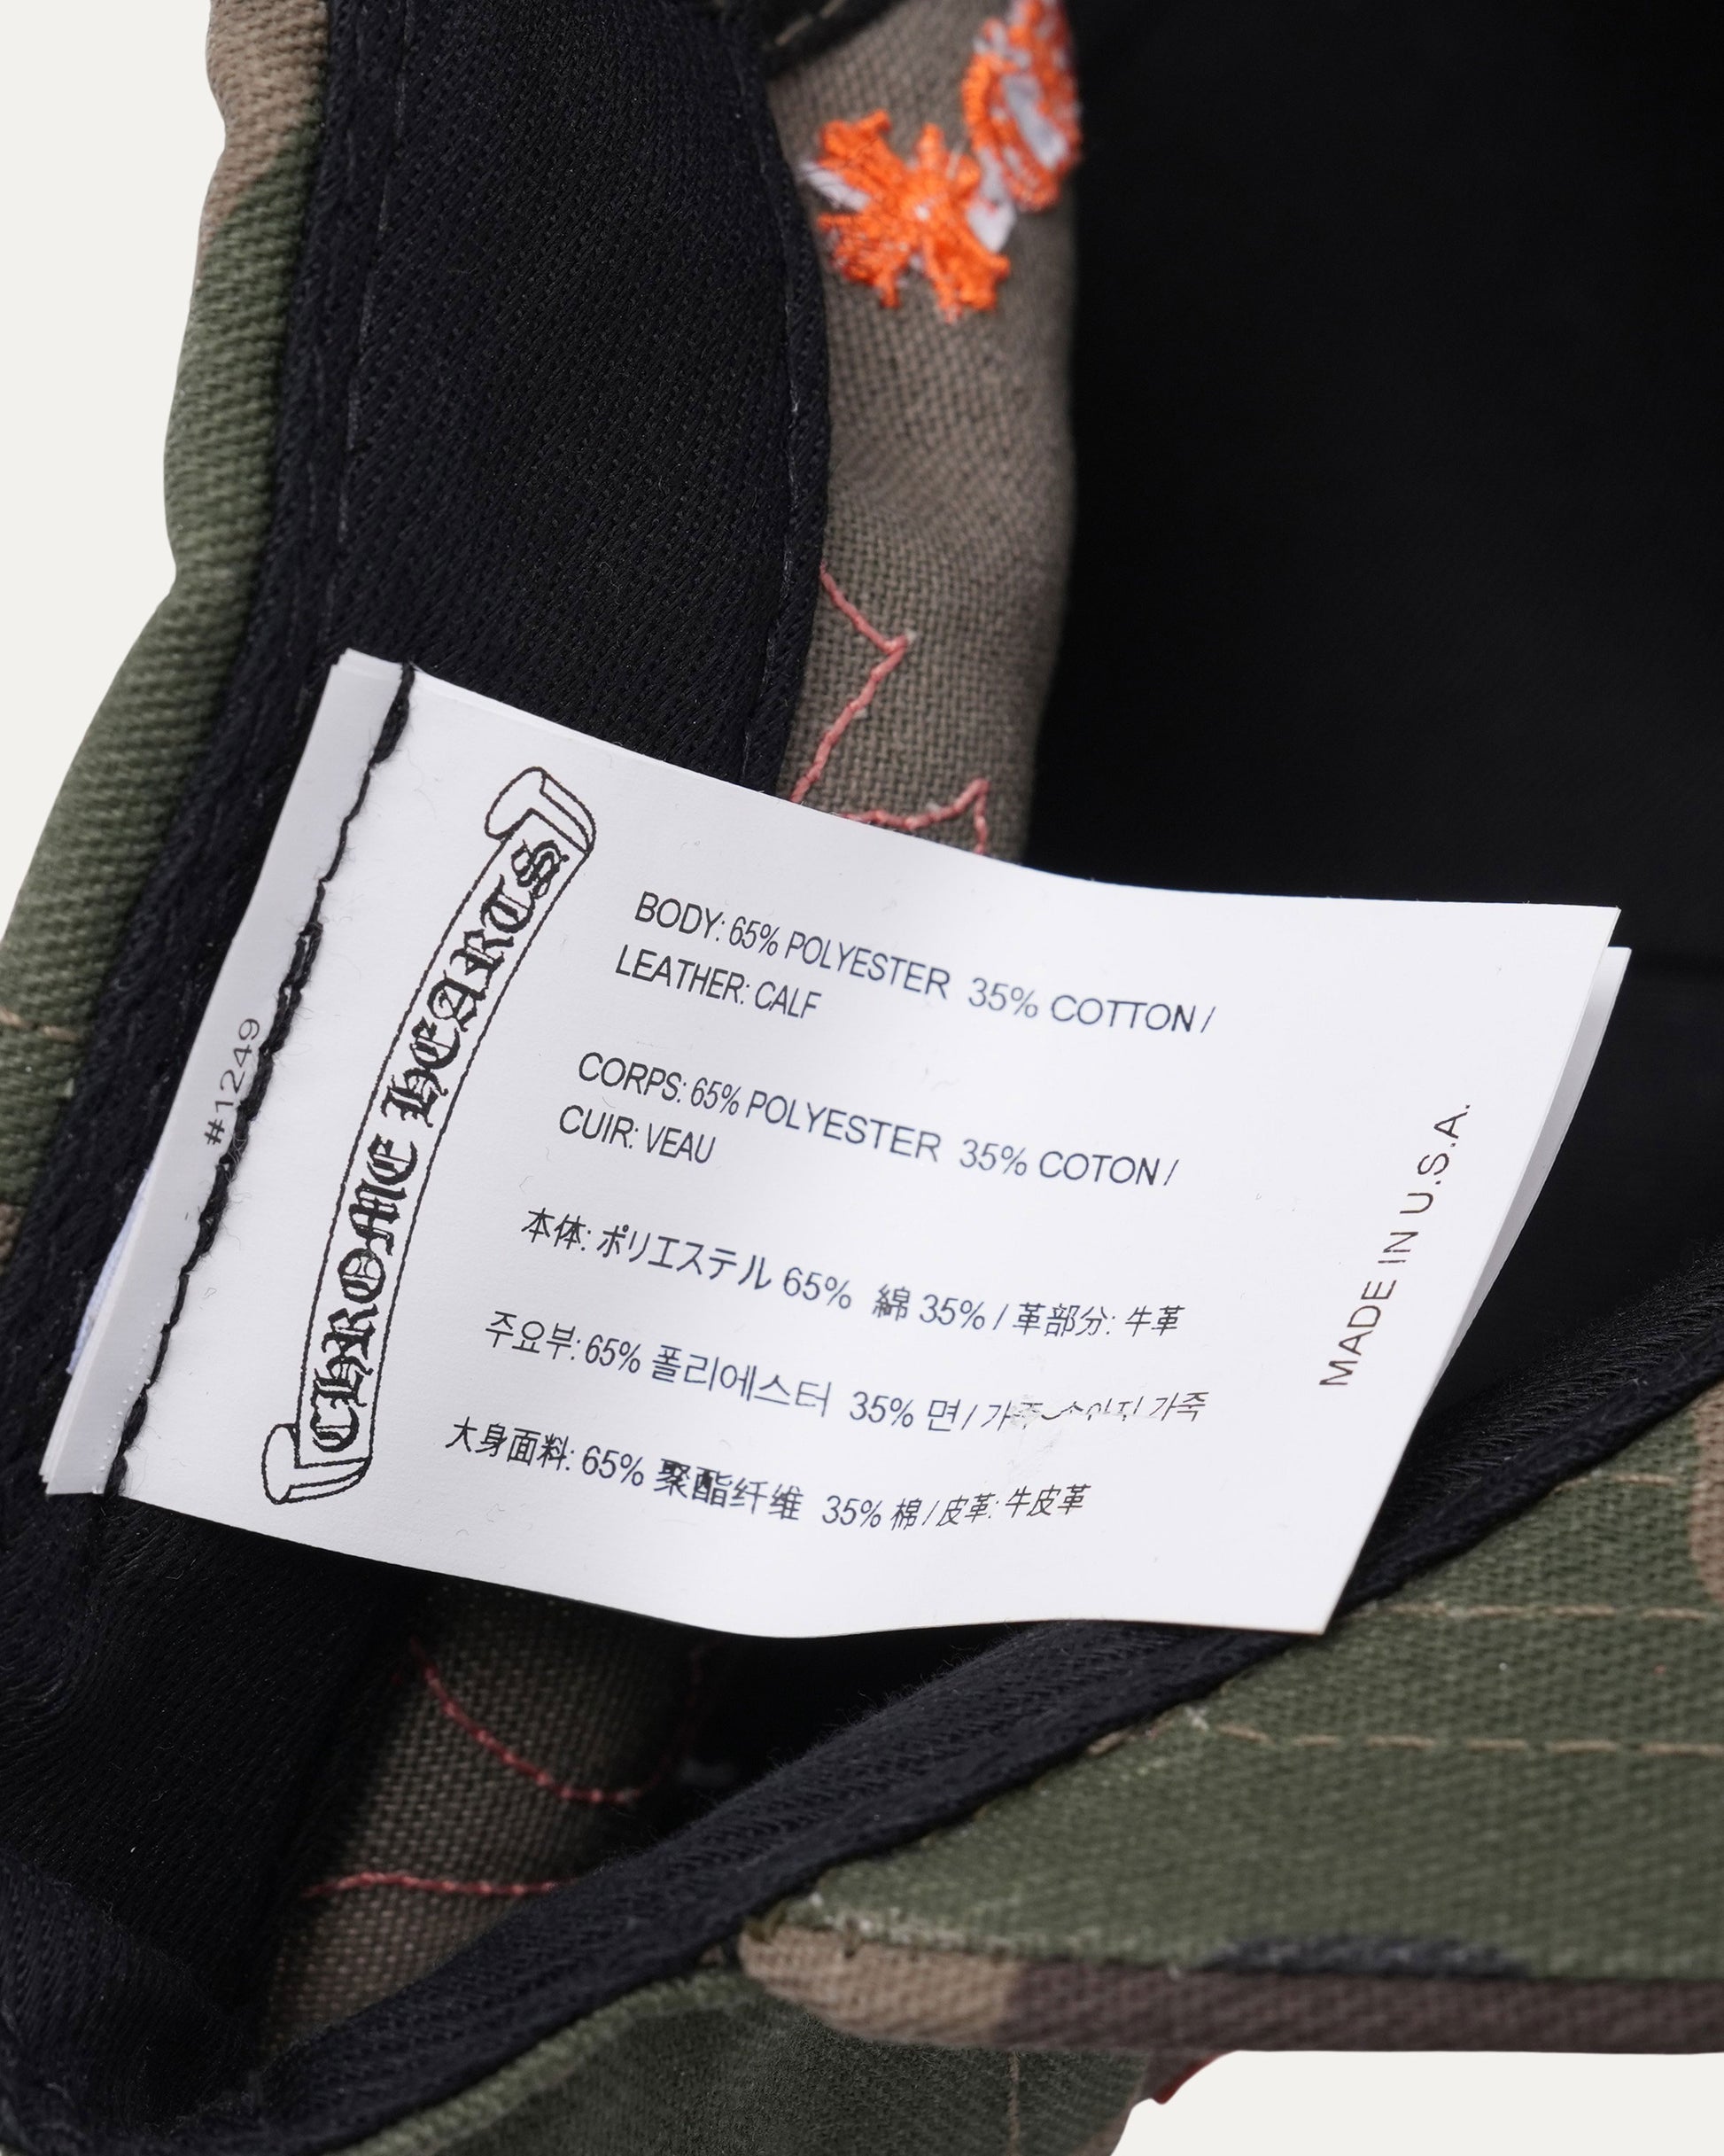 #1249
CHROME HEARTS
BODY: 65% POLYESTER 35% COTTON /
LEATHER: CALF
CORPS: 65% POLYESTER 35% COTON /
CUIR: VEAU
本体: ポリエステル 65% 綿 35% / 革部分: 牛革
주요부: 65% 폴리에스터 35% 면 / 가죽
大身面料: 65% 聚酯纤维 35% 棉 / 皮革: 牛皮革
MADE IN U.S.A.